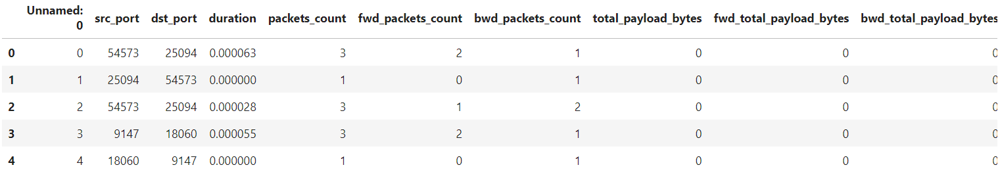 Unnamed: 0 src_port dst_port duration packets_count fwd_packets_count bwd_packets_count total_payload_bytes fwd_total_payload_bytes bwd_total_payload_bytes
0 0 54573 25094 0.000063 3 2 1 0 0 0
1 1 25094 54573 0.000000 1 0 1 0 0 0
2 2 54573 25094 0.000028 3 1 2 0 0 0
3 3 9147 18060 0.000055 3 2 1 0 0 0
4 4 18060 9147 0.000000 1 0 1 0 0 0